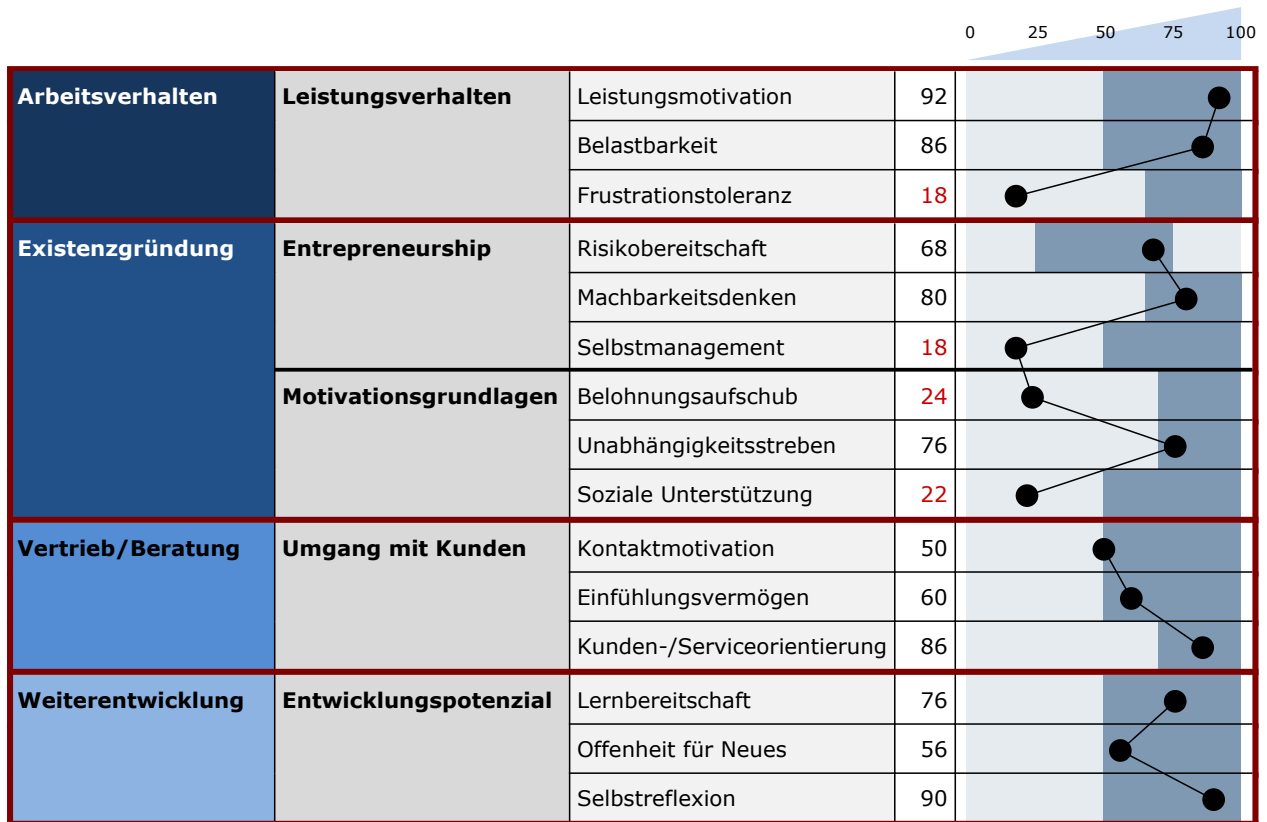 0 25 50 75 100
Arbeitsverhalten Leistungsverhalten Leistungsmotivation 92
Belastbarkeit 86
Frustrationstoleranz 18
Existenzgründung Entrepreneurship Risikobereitschaft 68
Machbarkeitsdenken 80
Selbstmanagement 18
Motivationsgrundlagen Belohnungsaufschub 24
Unabhängigkeitsstreben 76
Soziale Unterstützung 22
Vertrieb/Beratung Umgang mit Kunden Kontaktmotivation 50
Einfühlungsvermögen 60
Kunden-/Serviceorientierung 86
Weiterentwicklung Entwicklungspotenzial Lernbereitschaft 76
Offenheit für Neues 56
Selbstreflexion 90